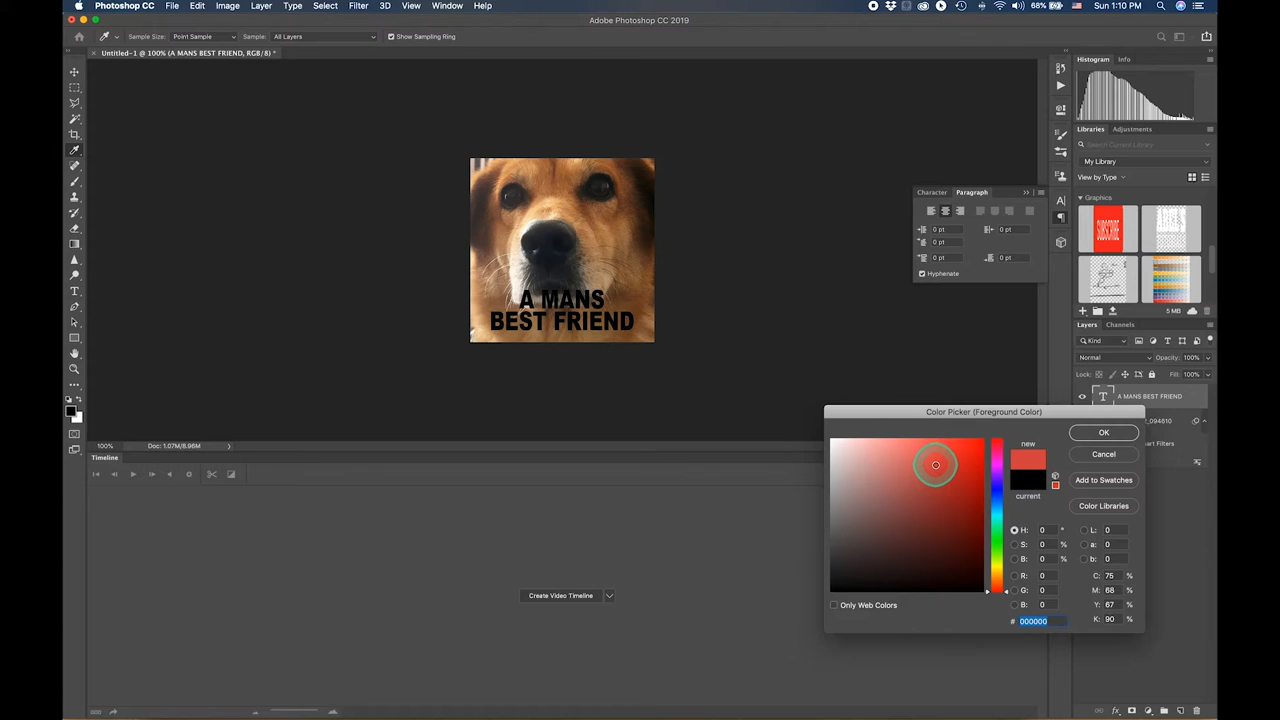 Photoshop CC File Edit Image Layer Type Select Filter 3D View Window Help 68% Sun 1:10 PM
Adobe Photoshop CC 2019
Sample Size: Point Sample Sample: All Layers Show Sampling Ring
Untitled-1 @ 100% (A MANS BEST FRIEND, RGB/8) *
Histogram Info
Libraries Adjustments
Search Current Library
My Library
View by Type
Graphics
SUBSCRIBE
5 MB
Character Paragraph
0 pt 0 pt
0 pt
0 pt 0 pt
Hyphenate
A MANS
BEST FRIEND
Layers Channels
Kind
Normal Opacity: 100%
Lock: Fill: 100%
A MANS BEST FRIEND
_094610
Smart Filters
100% Doc: 1.07M/8.96M
Timeline
Create Video Timeline
Color Picker (Foreground Color)
new
current
OK
Cancel
Add to Swatches
Color Libraries
H: 0 ° L: 0
S: 0 % a: 0
B: 0 % b: 0
R: 0 C: 75 %
G: 0 M: 68 %
B: 0 Y: 67 %
# 000000 K: 90 %
Only Web Colors